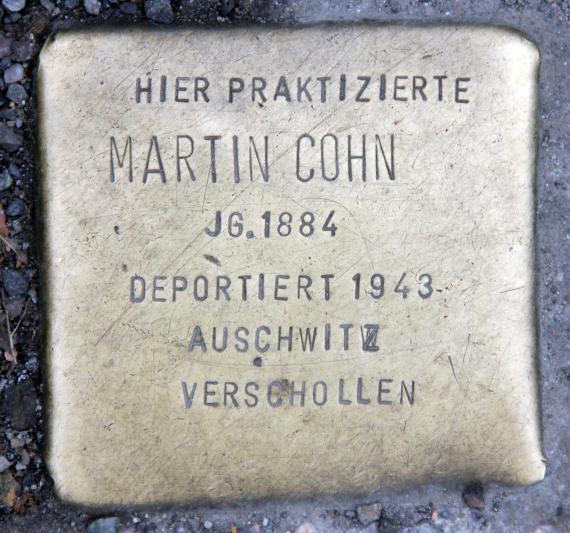 HIER PRAKTIZIERTE
MARTIN COHN
JG.1884
DEPORTIERT 1943
AUSCHWITZ
VERSCHOLLEN